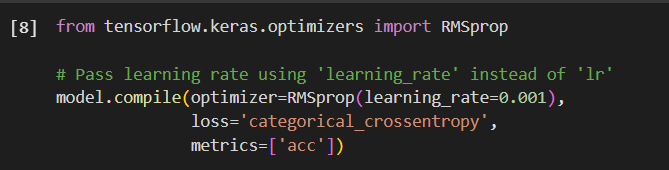 [8] from tensorflow.keras.optimizers import RMSprop
# Pass learning rate using 'learning_rate' instead of 'lr'
model.compile(optimizer=RMSprop(learning_rate=0.001),
loss='categorical_crossentropy',
metrics=['acc'])